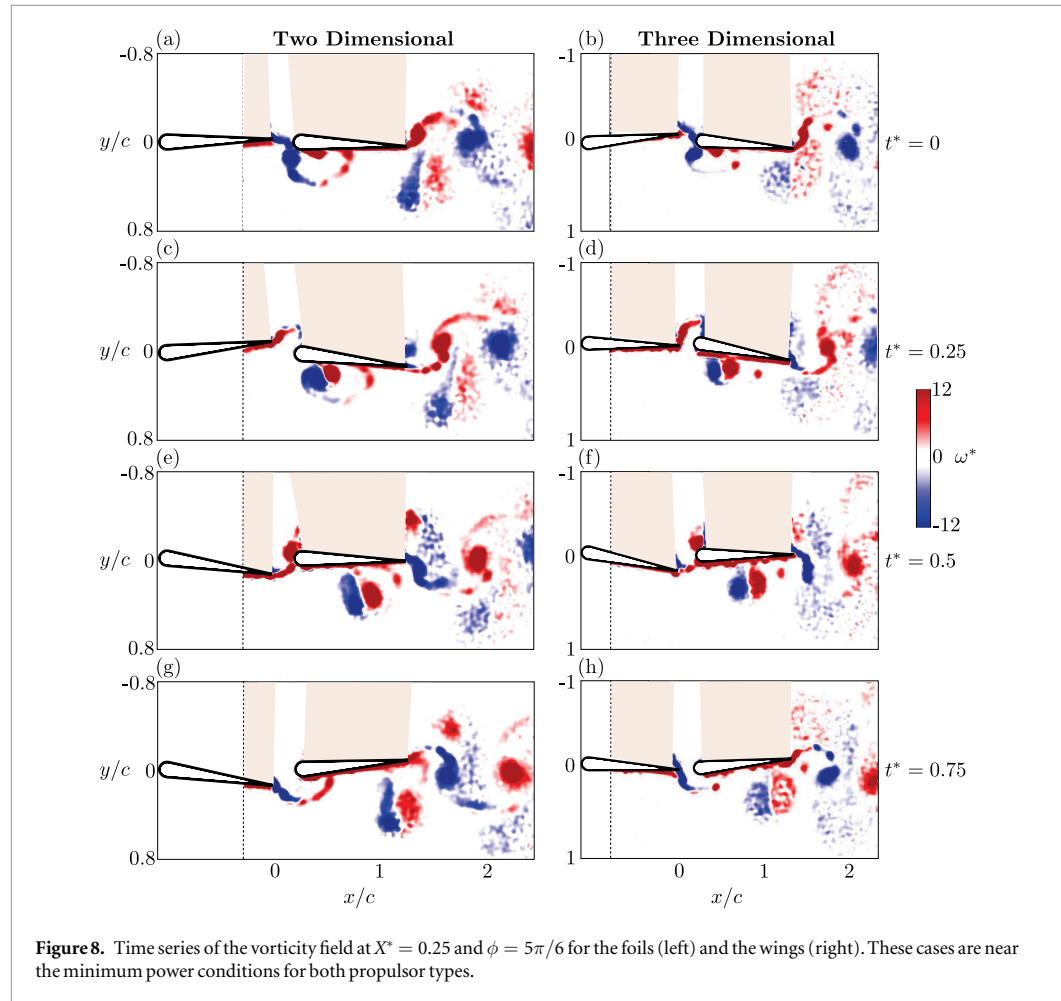 (a) Two Dimensional (b) Three Dimensional
-0.8 -1
y/c 0 0 t* = 0
0.8 1
(c) (d)
-0.8 -1
y/c 0 0 t* = 0.25
0.8 1
12
0 ω*
-12
(e) (f)
-0.8 -1
y/c 0 0 t* = 0.5
0.8 1
(g) (h)
-0.8 -1
y/c 0 0 t* = 0.75
0.8 1
0 1 2 0 1 2
x/c x/c
Figure 8. Time series of the vorticity field at X* = 0.25 and ϕ = 5π/6 for the foils (left) and the wings (right). These cases are near
the minimum power conditions for both propulsor types.